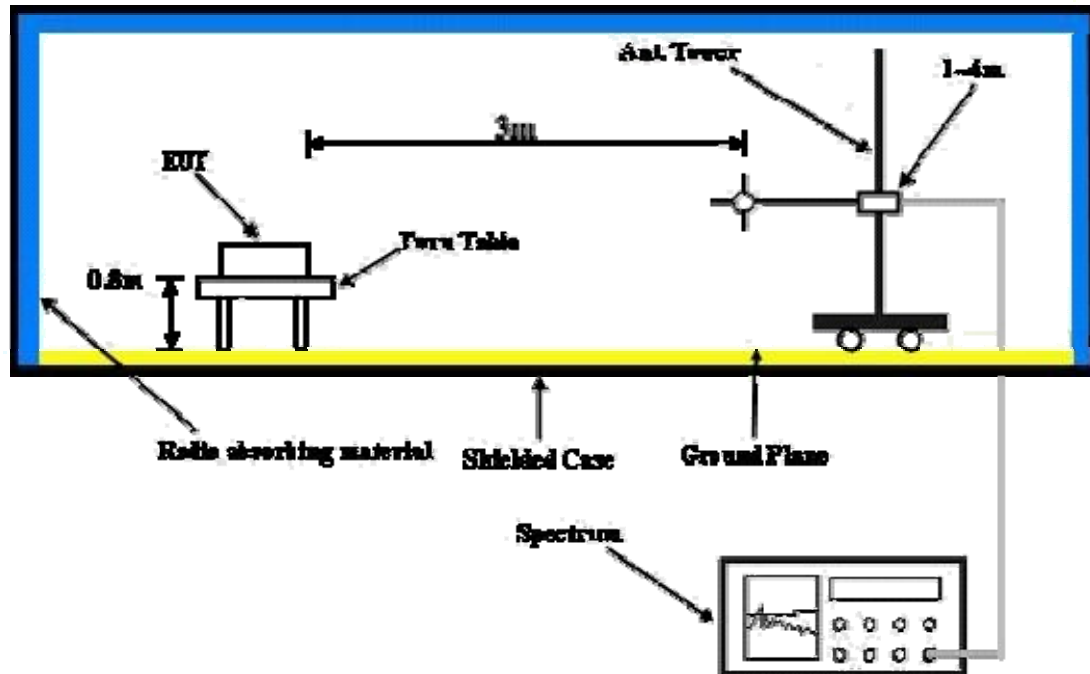 Ant. Tower
1-4m
3m
EUT
Turn Table
0.8m
Radio absorbing material
Shielded Case
Ground Plane
Spectrum